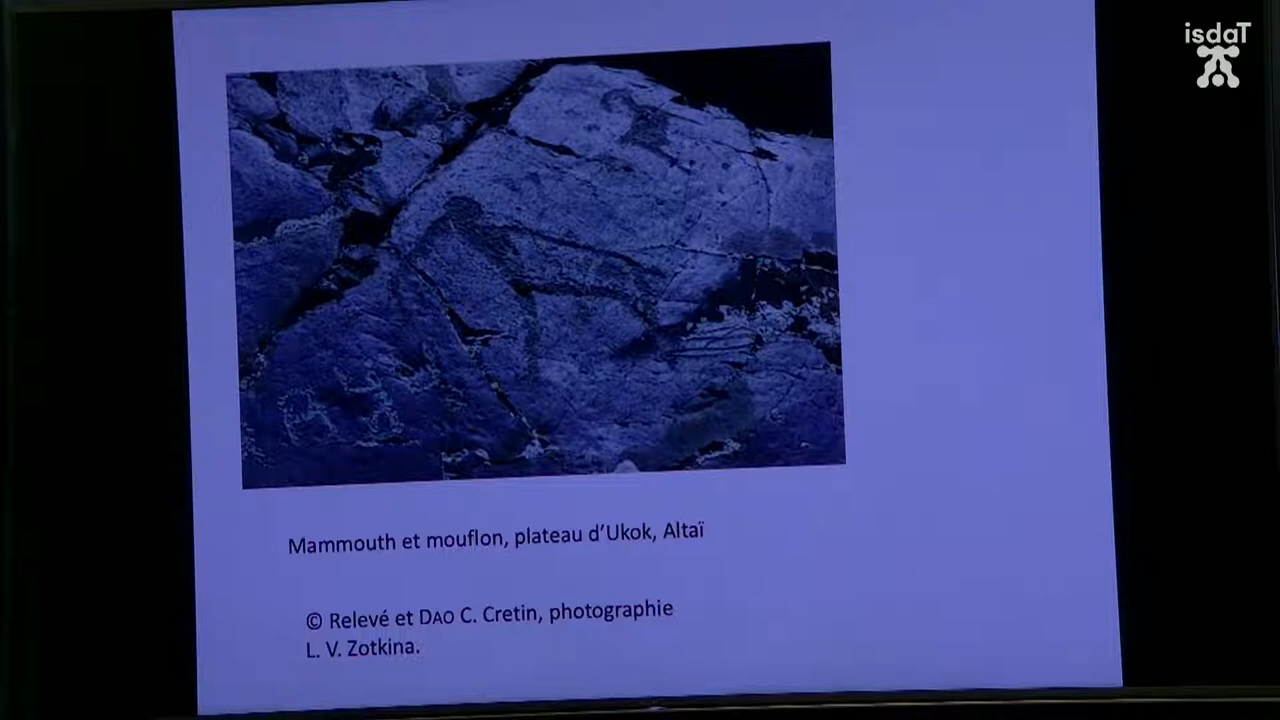 isdaT
Mammouth et mouflon, plateau d'Ukok, Altaï
© Relevé et DAO C. Cretin, photographie
L. V. Zotkina.